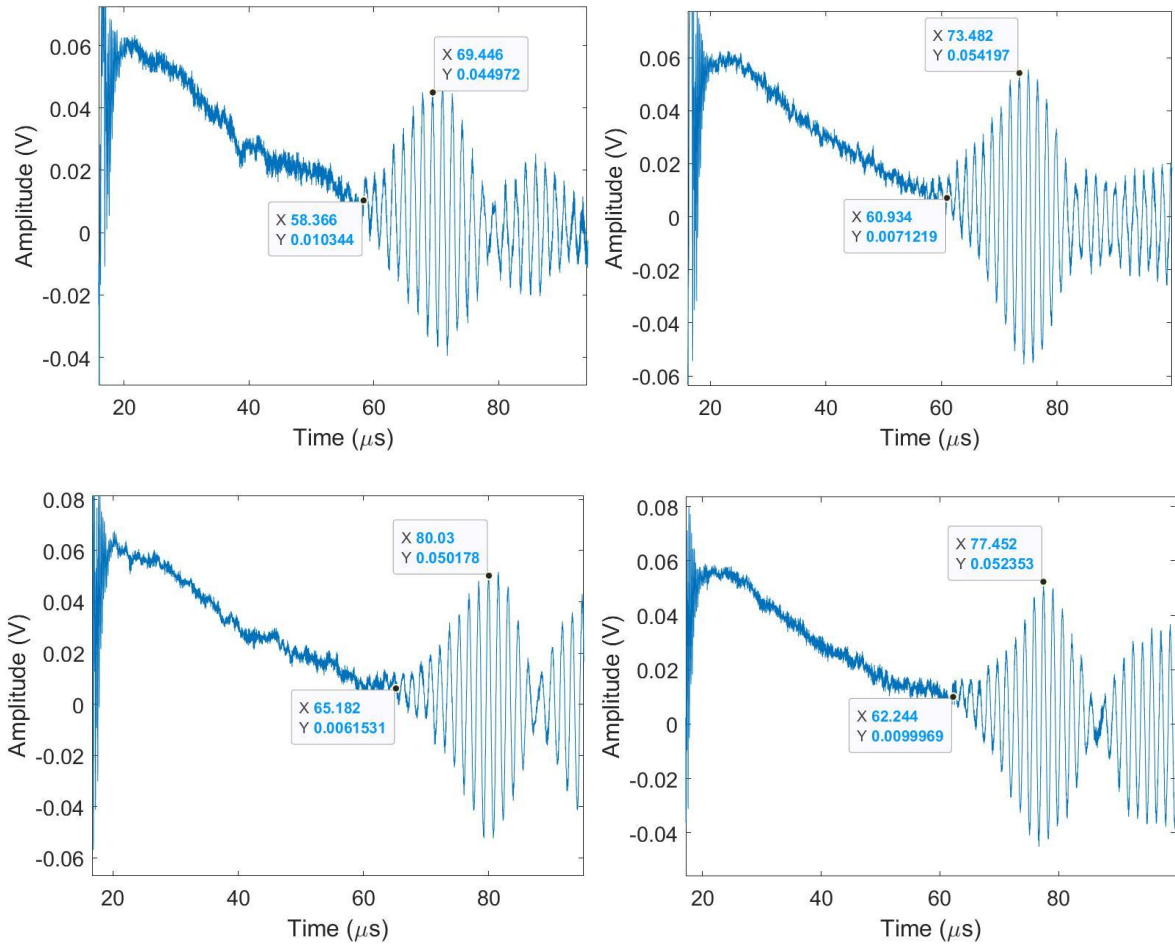 0.06
0.04
0.02
0
-0.02
-0.04
Amplitude (V)
X 69.446
Y 0.044972
X 58.366
Y 0.010344
20
40
60
80
Time (μs)
0.06
0.04
0.02
0
-0.02
-0.04
-0.06
Amplitude (V)
X 73.482
Y 0.054197
X 60.934
Y 0.0071219
20
40
60
80
Time (μs)
0.08
0.06
0.04
0.02
0
-0.02
-0.04
-0.06
Amplitude (V)
X 80.03
Y 0.050178
X 65.182
Y 0.0061531
20
40
60
80
Time (μs)
0.08
0.06
0.04
0.02
0
-0.02
-0.04
Amplitude (V)
X 77.452
Y 0.052353
X 62.244
Y 0.0099969
20
40
60
80
Time (μs)